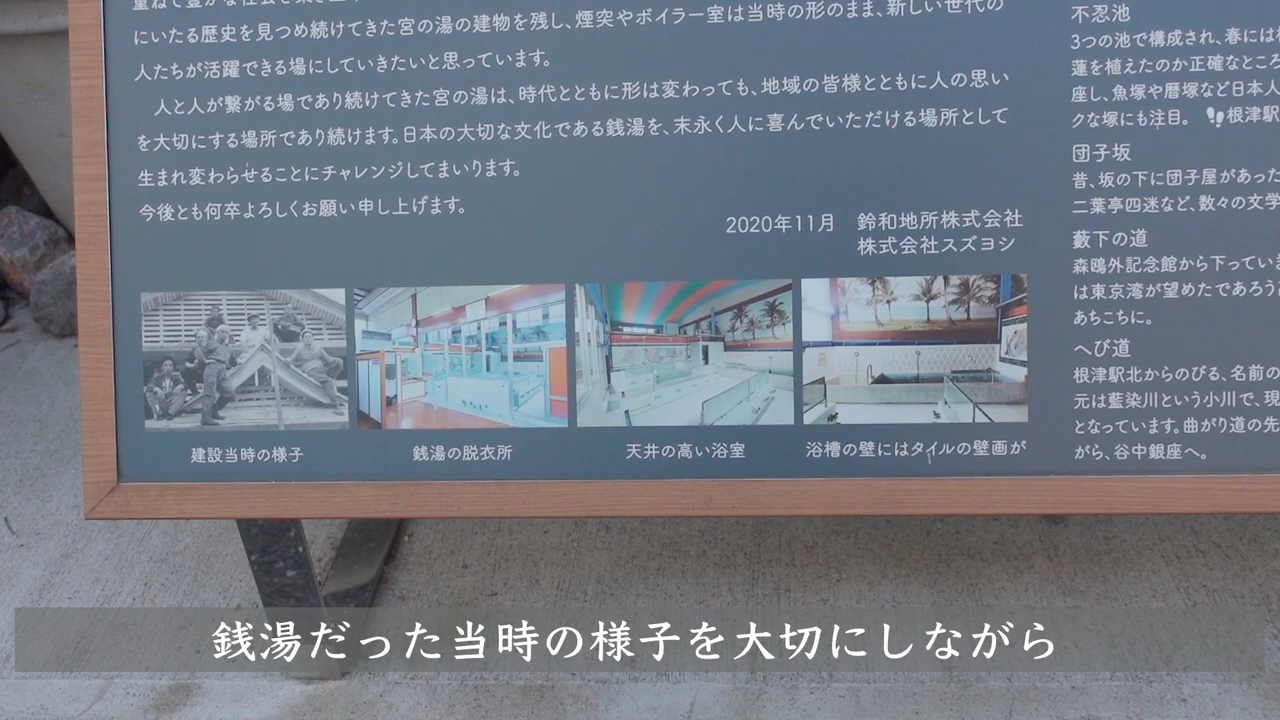 にいたる歴史を見つめ続けてきた宮の湯の建物を残し、煙突やボイラー室は当時の形のまま、新しい世代の
人たちが活躍できる場にしていきたいと思っています。
人と人が繋がる場であり続けてきた宮の湯は、時代とともに形は変わっても、地域の皆様とともに人の思い
を大切にする場所であり続けます。日本の大切な文化である銭湯を、末永く人に喜んでいただける場所として
生まれ変わらせることにチャレンジしてまいります。
今後とも何卒よろしくお願い申し上げます。
2020年11月 鈴和地所株式会社
株式会社スズヨシ
建設当時の様子
銭湯の脱衣所
天井の高い浴室
浴槽の壁にはタイルの壁画が
不忍池
3つの池で構成され、春には
蓮を植えたのか正確なところ
座し、魚塚や暦塚など日本人
クな塚にも注目。 根津駅
団子坂
昔、坂の下に団子屋があった
二葉亭四迷など、数々の文学
藪下の道
森鴎外記念館から下ってい
は東京湾が望めたであろう
あちこちに。
へび道
根津駅北からのびる、名前の
元は藍染川という小川で、現
となっています。曲がり道の先
がら、谷中銀座へ。
銭湯だった当時の様子を大切にしながら